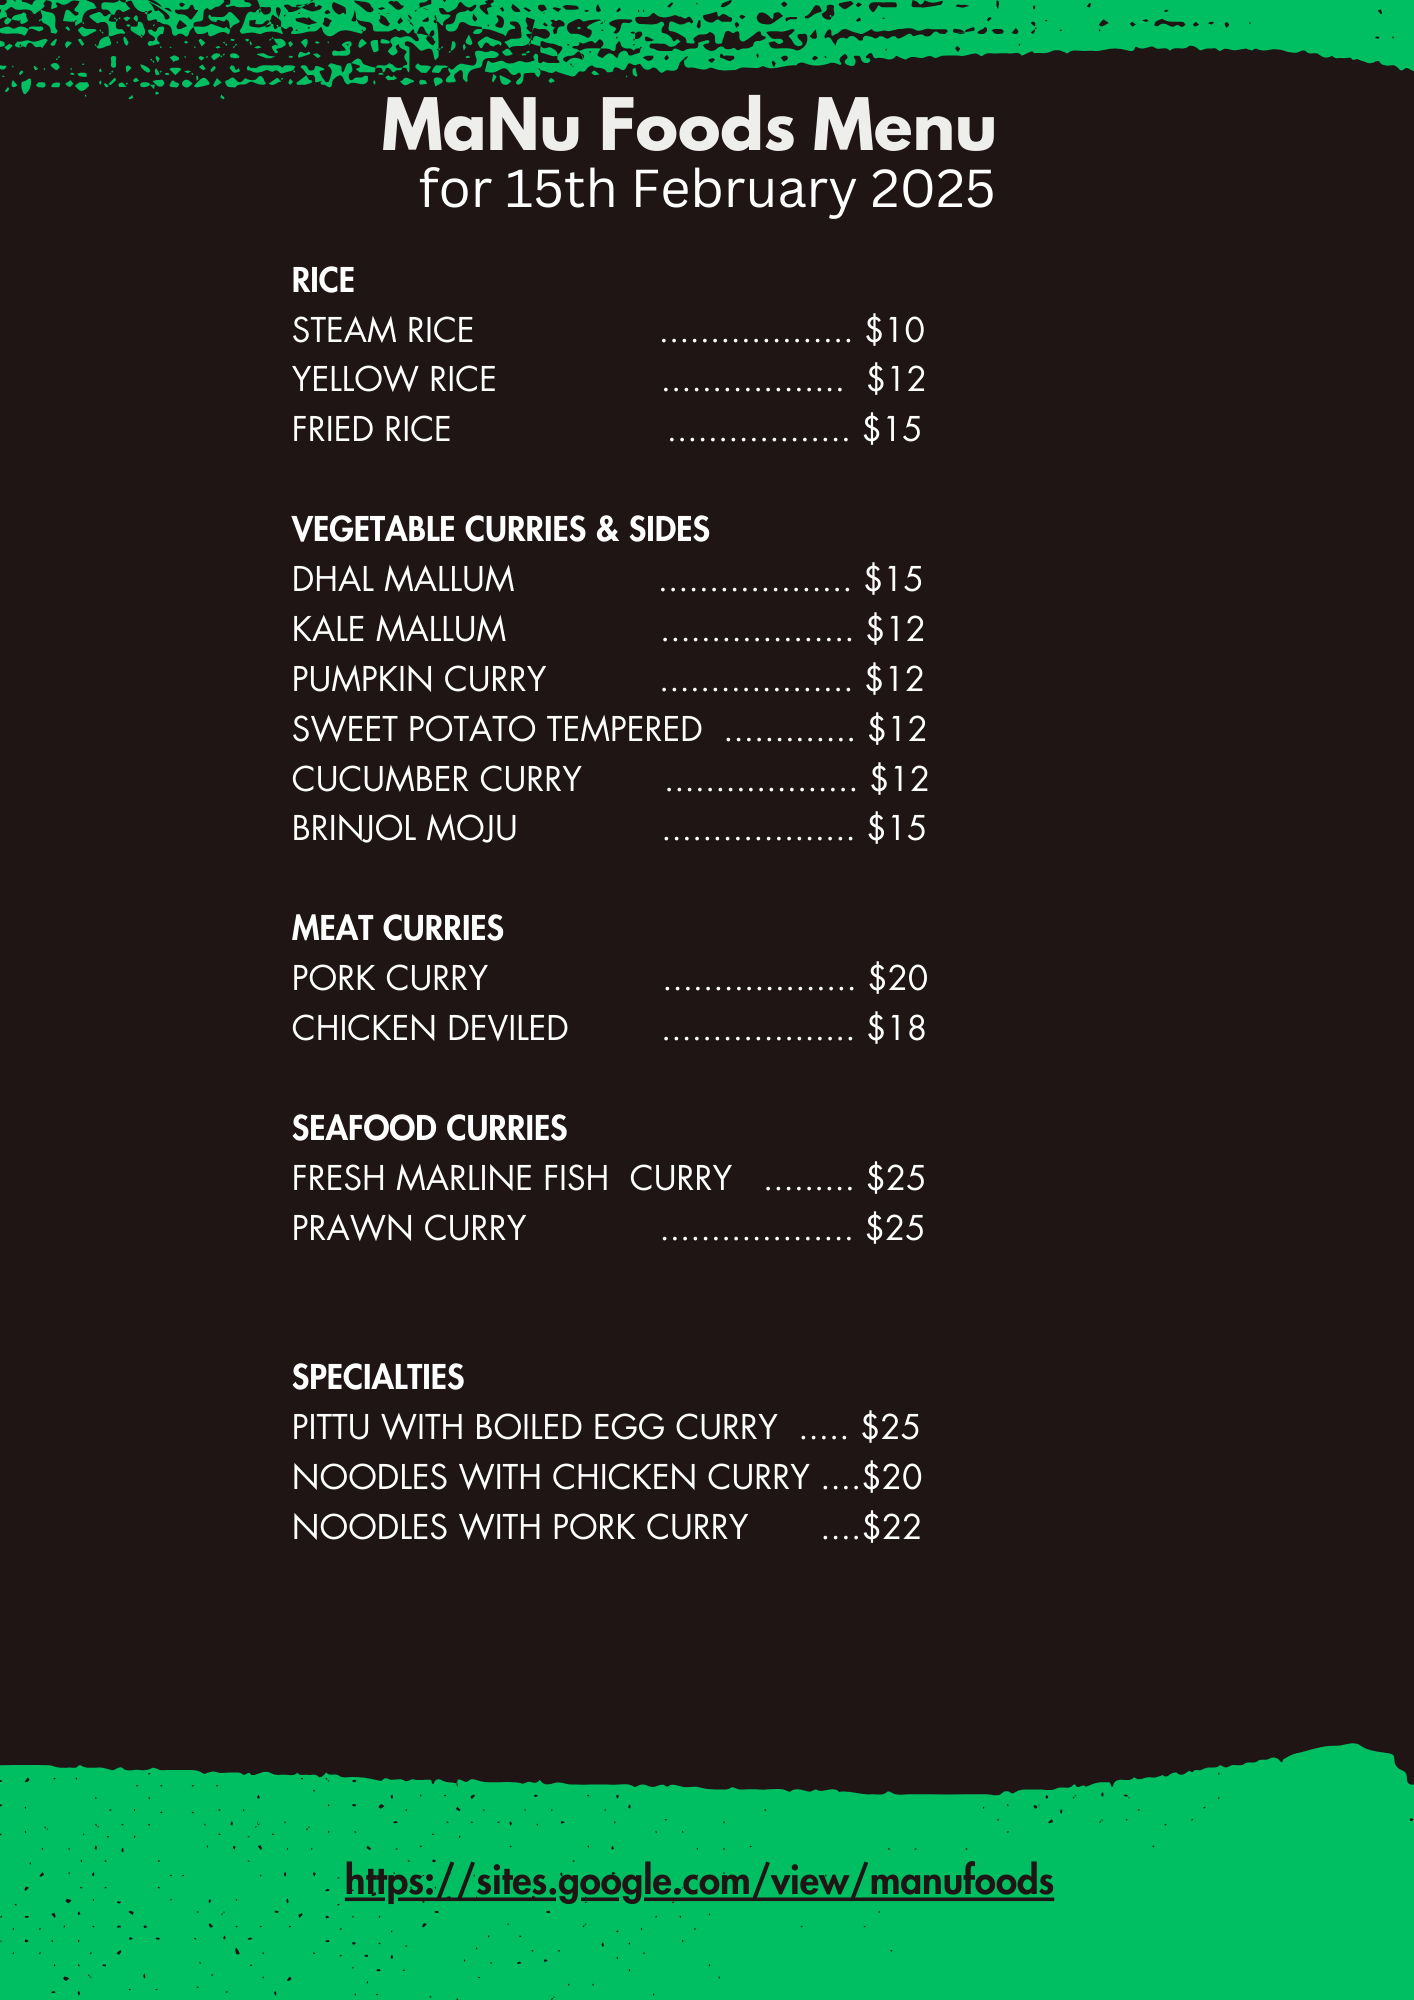 MaNu Foods Menu
for 15th February 2025
RICE
STEAM RICE ................... $10
YELLOW RICE .................. $12
FRIED RICE .................. $15
VEGETABLE CURRIES & SIDES
DHAL MALLUM ................... $15
KALE MALLUM ................... $12
PUMPKIN CURRY ................... $12
SWEET POTATO TEMPERED ............. $12
CUCUMBER CURRY ................... $12
BRINJOL MOJU ................... $15
MEAT CURRIES
PORK CURRY ................... $20
CHICKEN DEVILED ................... $18
SEAFOOD CURRIES
FRESH MARLINE FISH CURRY ......... $25
PRAWN CURRY ................... $25
SPECIALTIES
PITTU WITH BOILED EGG CURRY ..... $25
NOODLES WITH CHICKEN CURRY ....$20
NOODLES WITH PORK CURRY ....$22
https://sites.google.com/view/manufoods